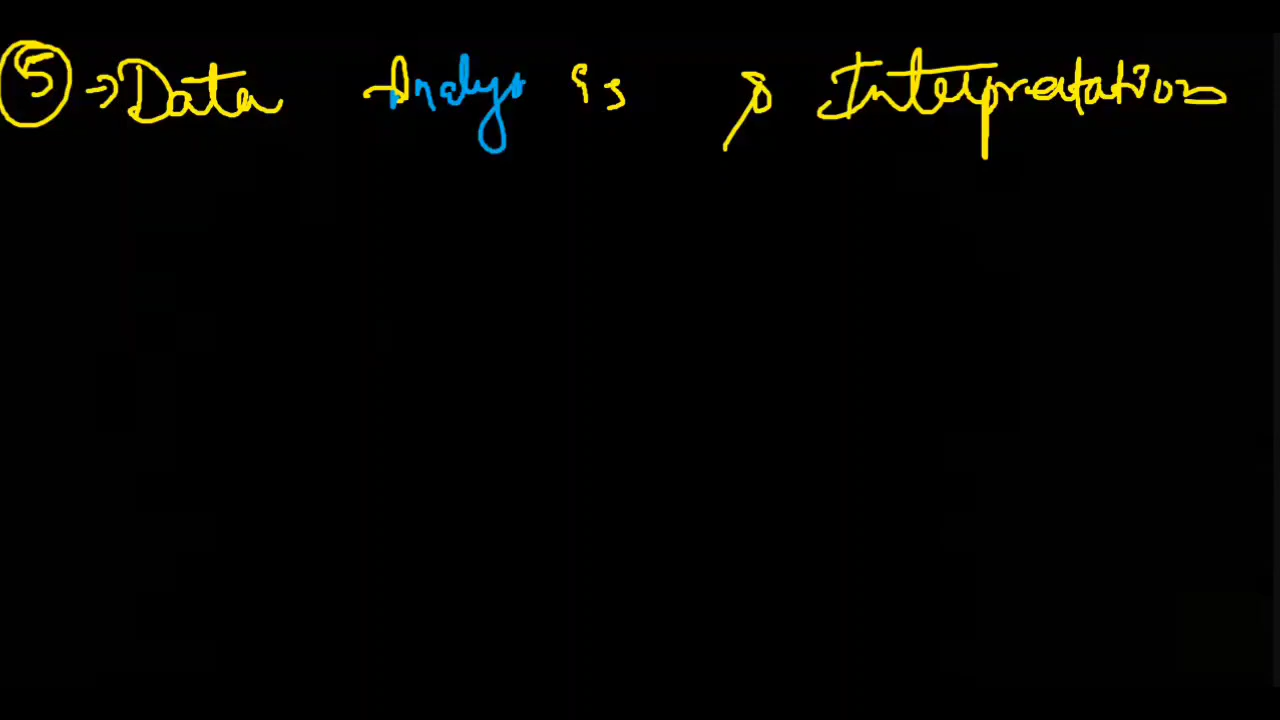 5 → Data Analysis & Interpretation